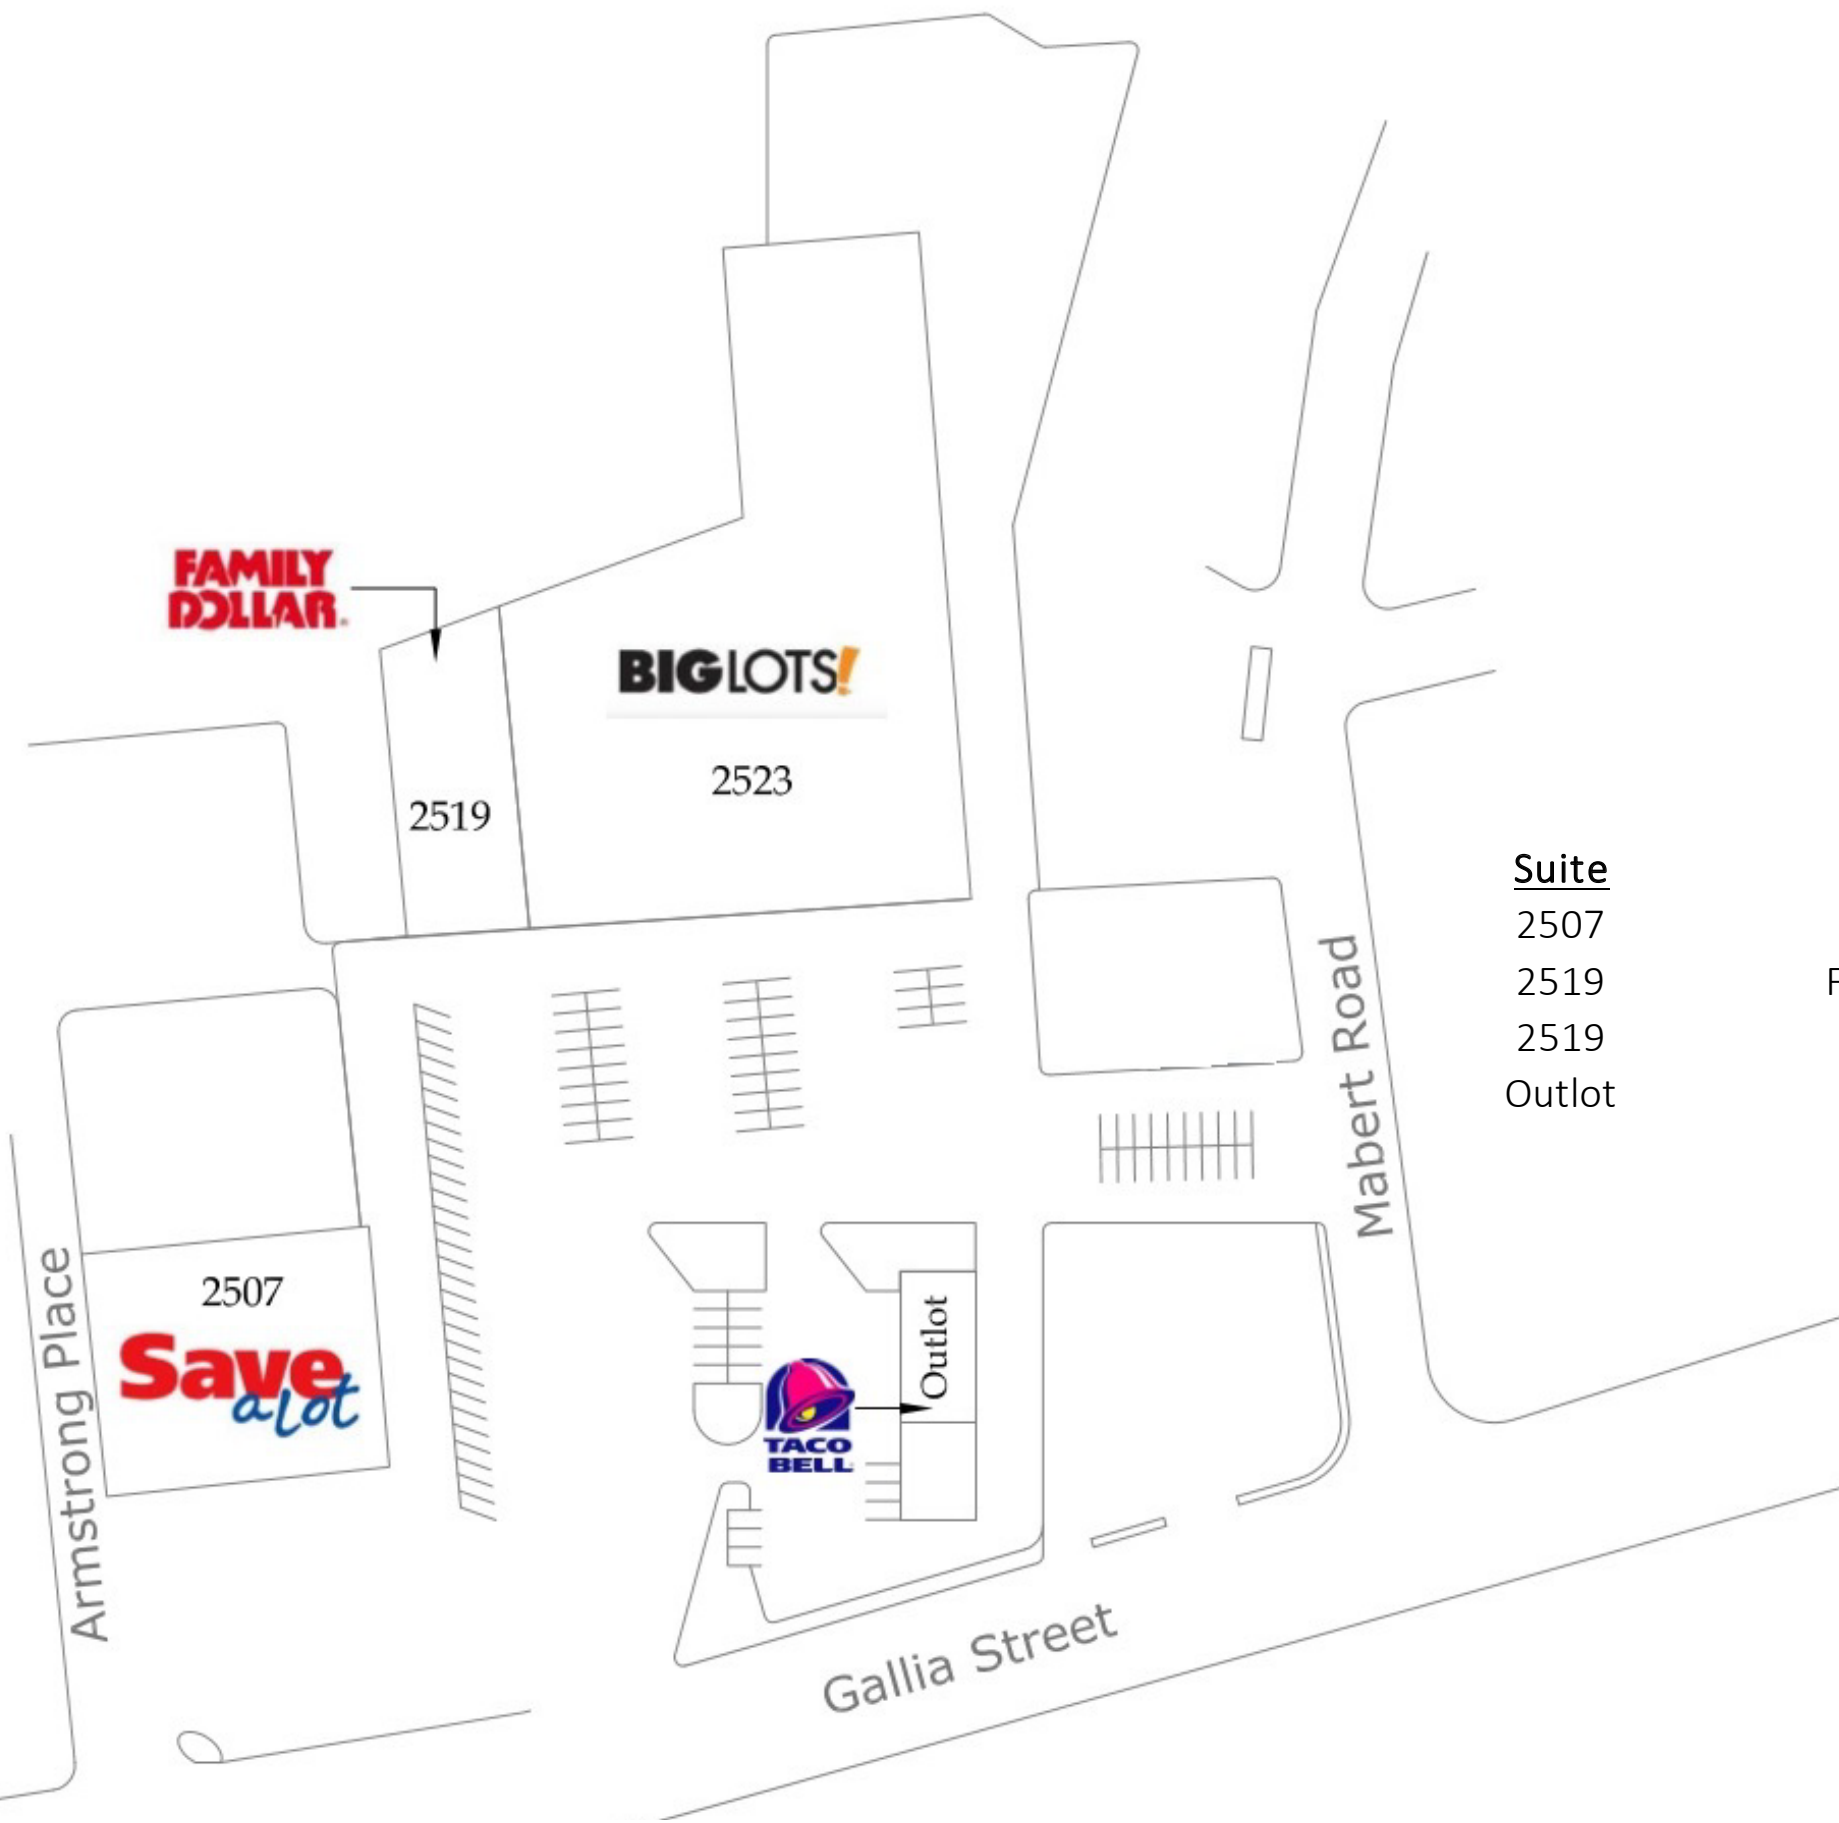 FAMILY
DOLLAR
BIGLOTS!
2523
2519
Suite
2507
2519
F
2519
Outlot
Mabert Road
2507
Save
a Lot
Armstrong Place
Outlot
TACO
BELL
Gallia Street